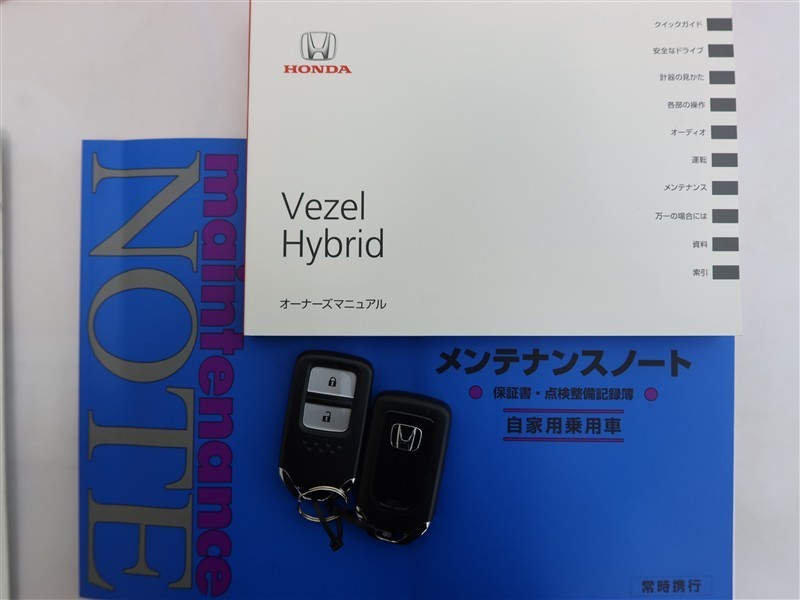 HONDA
Vezel
Hybrid
オーナーズマニュアル
クイックガイド
安全なドライブ
計器の見かた
各部の操作
オーディオ
運転
メンテナンス
万一の場合には
資料
索引
maintenance
NOTE
メンテナンスノート
保証書・点検整備記録簿
自家用乗用車
常時携行